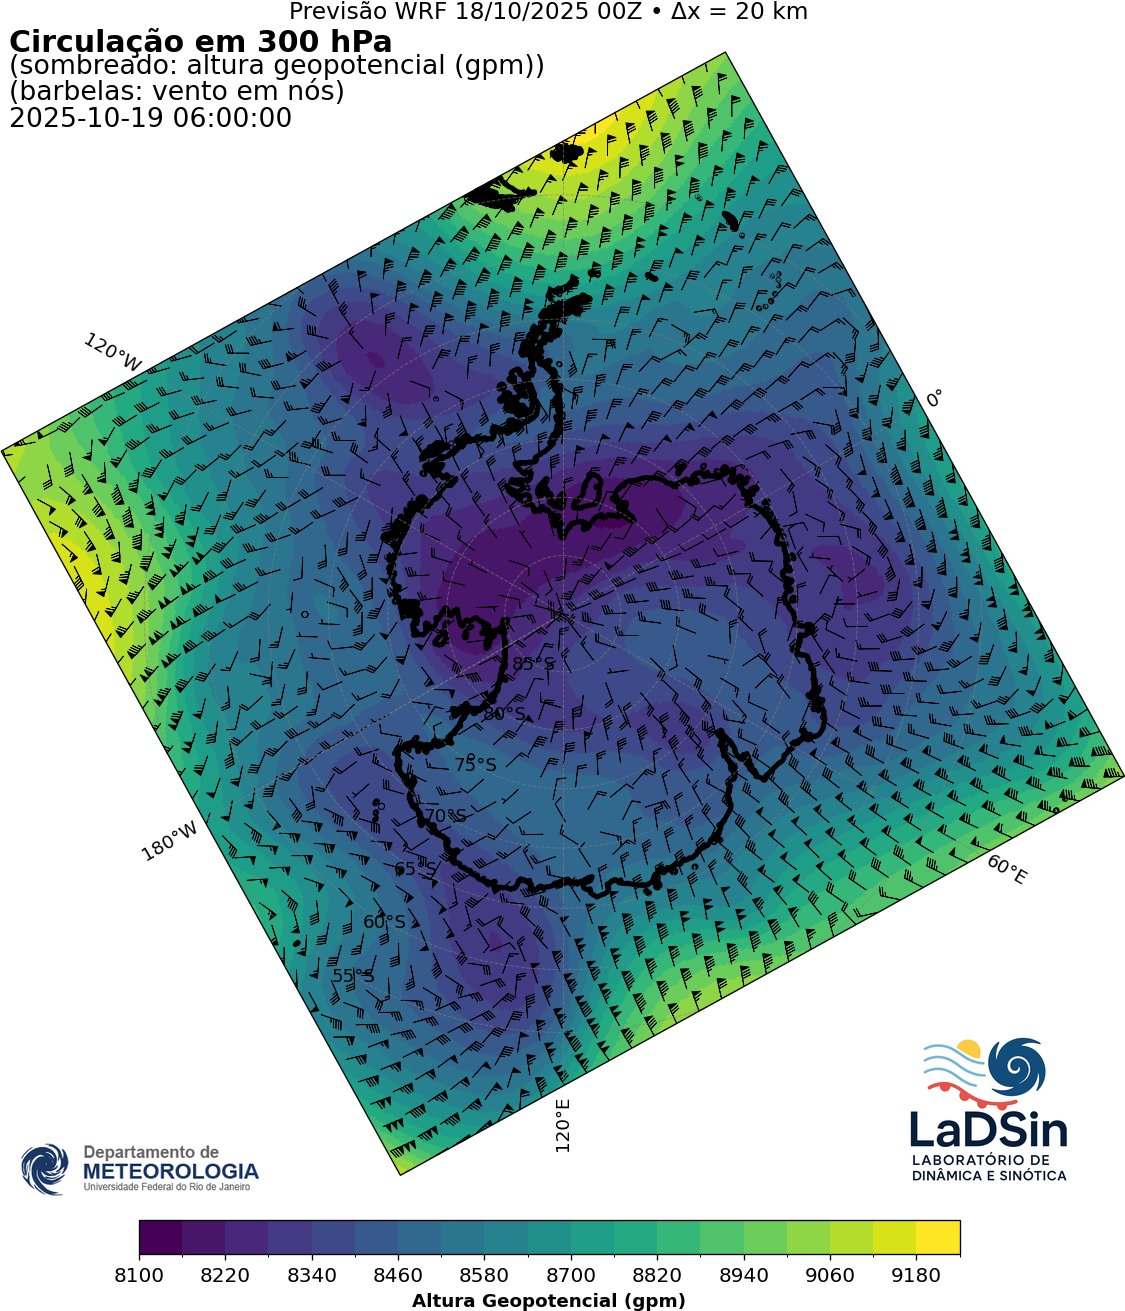 Previsão WRF 18/10/2025 00Z • Δx = 20 km
Circulação em 300 hPa
(sombreado: altura geopotencial (gpm))
(barbelas: vento em nós)
2025-10-19 06:00:00
120°W
0°
85°S
80°S
75°S
70°S
65°S
60°S
55°S
180°W
60°E
120°E
LaDSin
LABORATÓRIO DE
DINÂMICA E SINÓTICA
Departamento de
METEOROLOGIA
Universidade Federal do Rio de Janeiro
8100 8220 8340 8460 8580 8700 8820 8940 9060 9180
Altura Geopotencial (gpm)